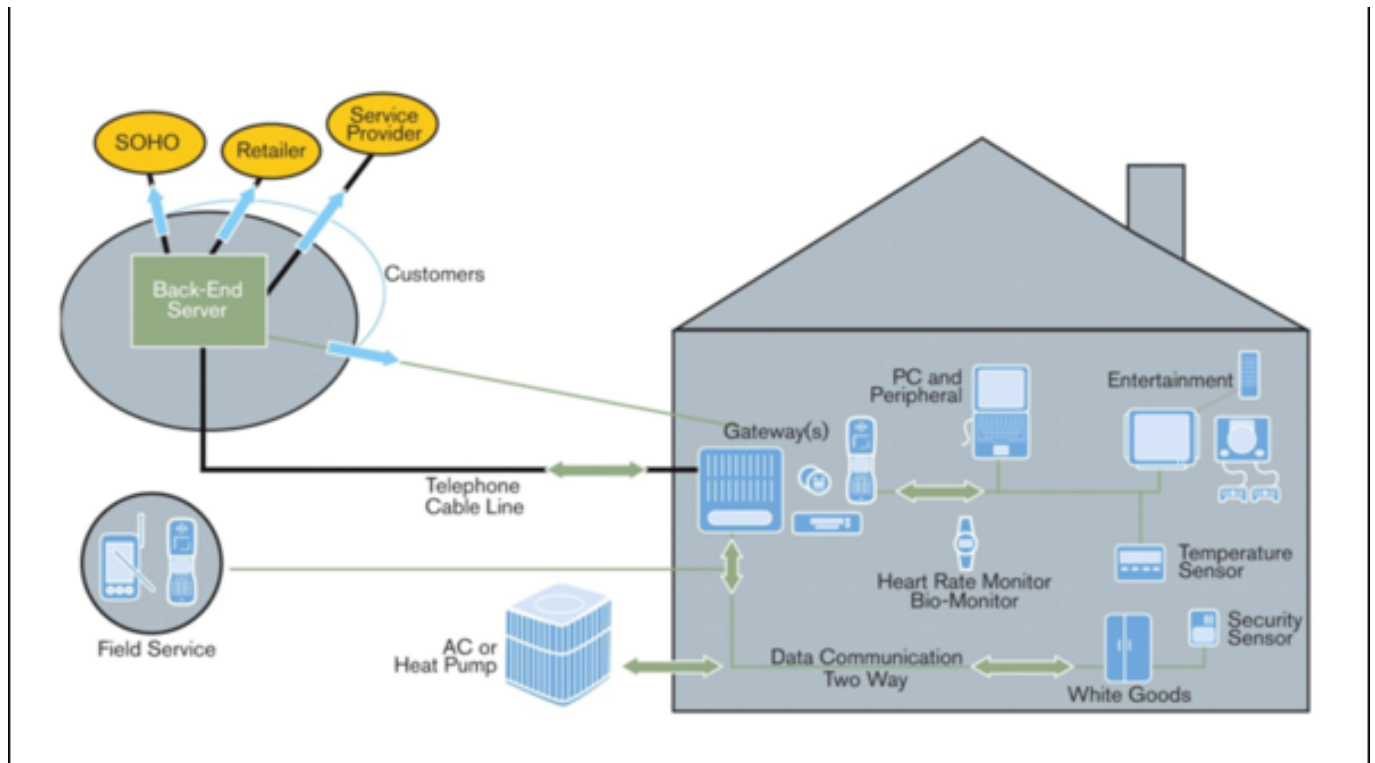 SOHO
Retailer
Service
Provider
Back-End
Server
Customers
Telephone
Cable Line
Field Service
AC or
Heat Pump
Gateway(s)
PC and
Peripheral
Entertainment
Heart Rate Monitor
Bio-Monitor
Temperature
Sensor
Security
Sensor
Data Communication
Two Way
White Goods